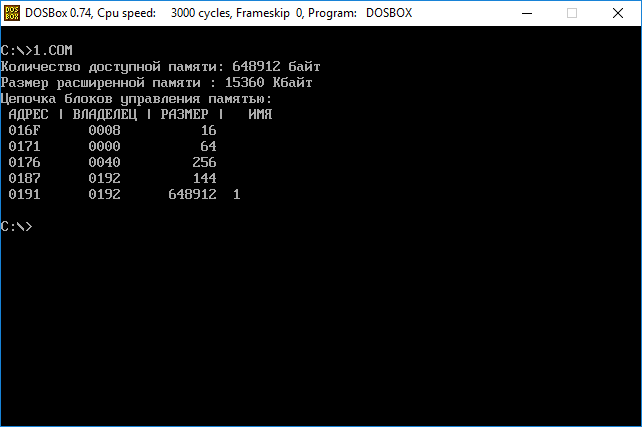 DOS BOX DOSBox 0.74, Cpu speed: 3000 cycles, Frameskip 0, Program: DOSBOX
C:\>1.COM
Количество доступной памяти: 648912 байт
Размер расширенной памяти : 15360 Кбайт
Цепочка блоков управления памятью:
АДРЕС | ВЛАДЕЛЕЦ | РАЗМЕР | ИМЯ
016F 0008 16
0171 0000 64
0176 0040 256
0187 0192 144
0191 0192 648912 1
C:\>